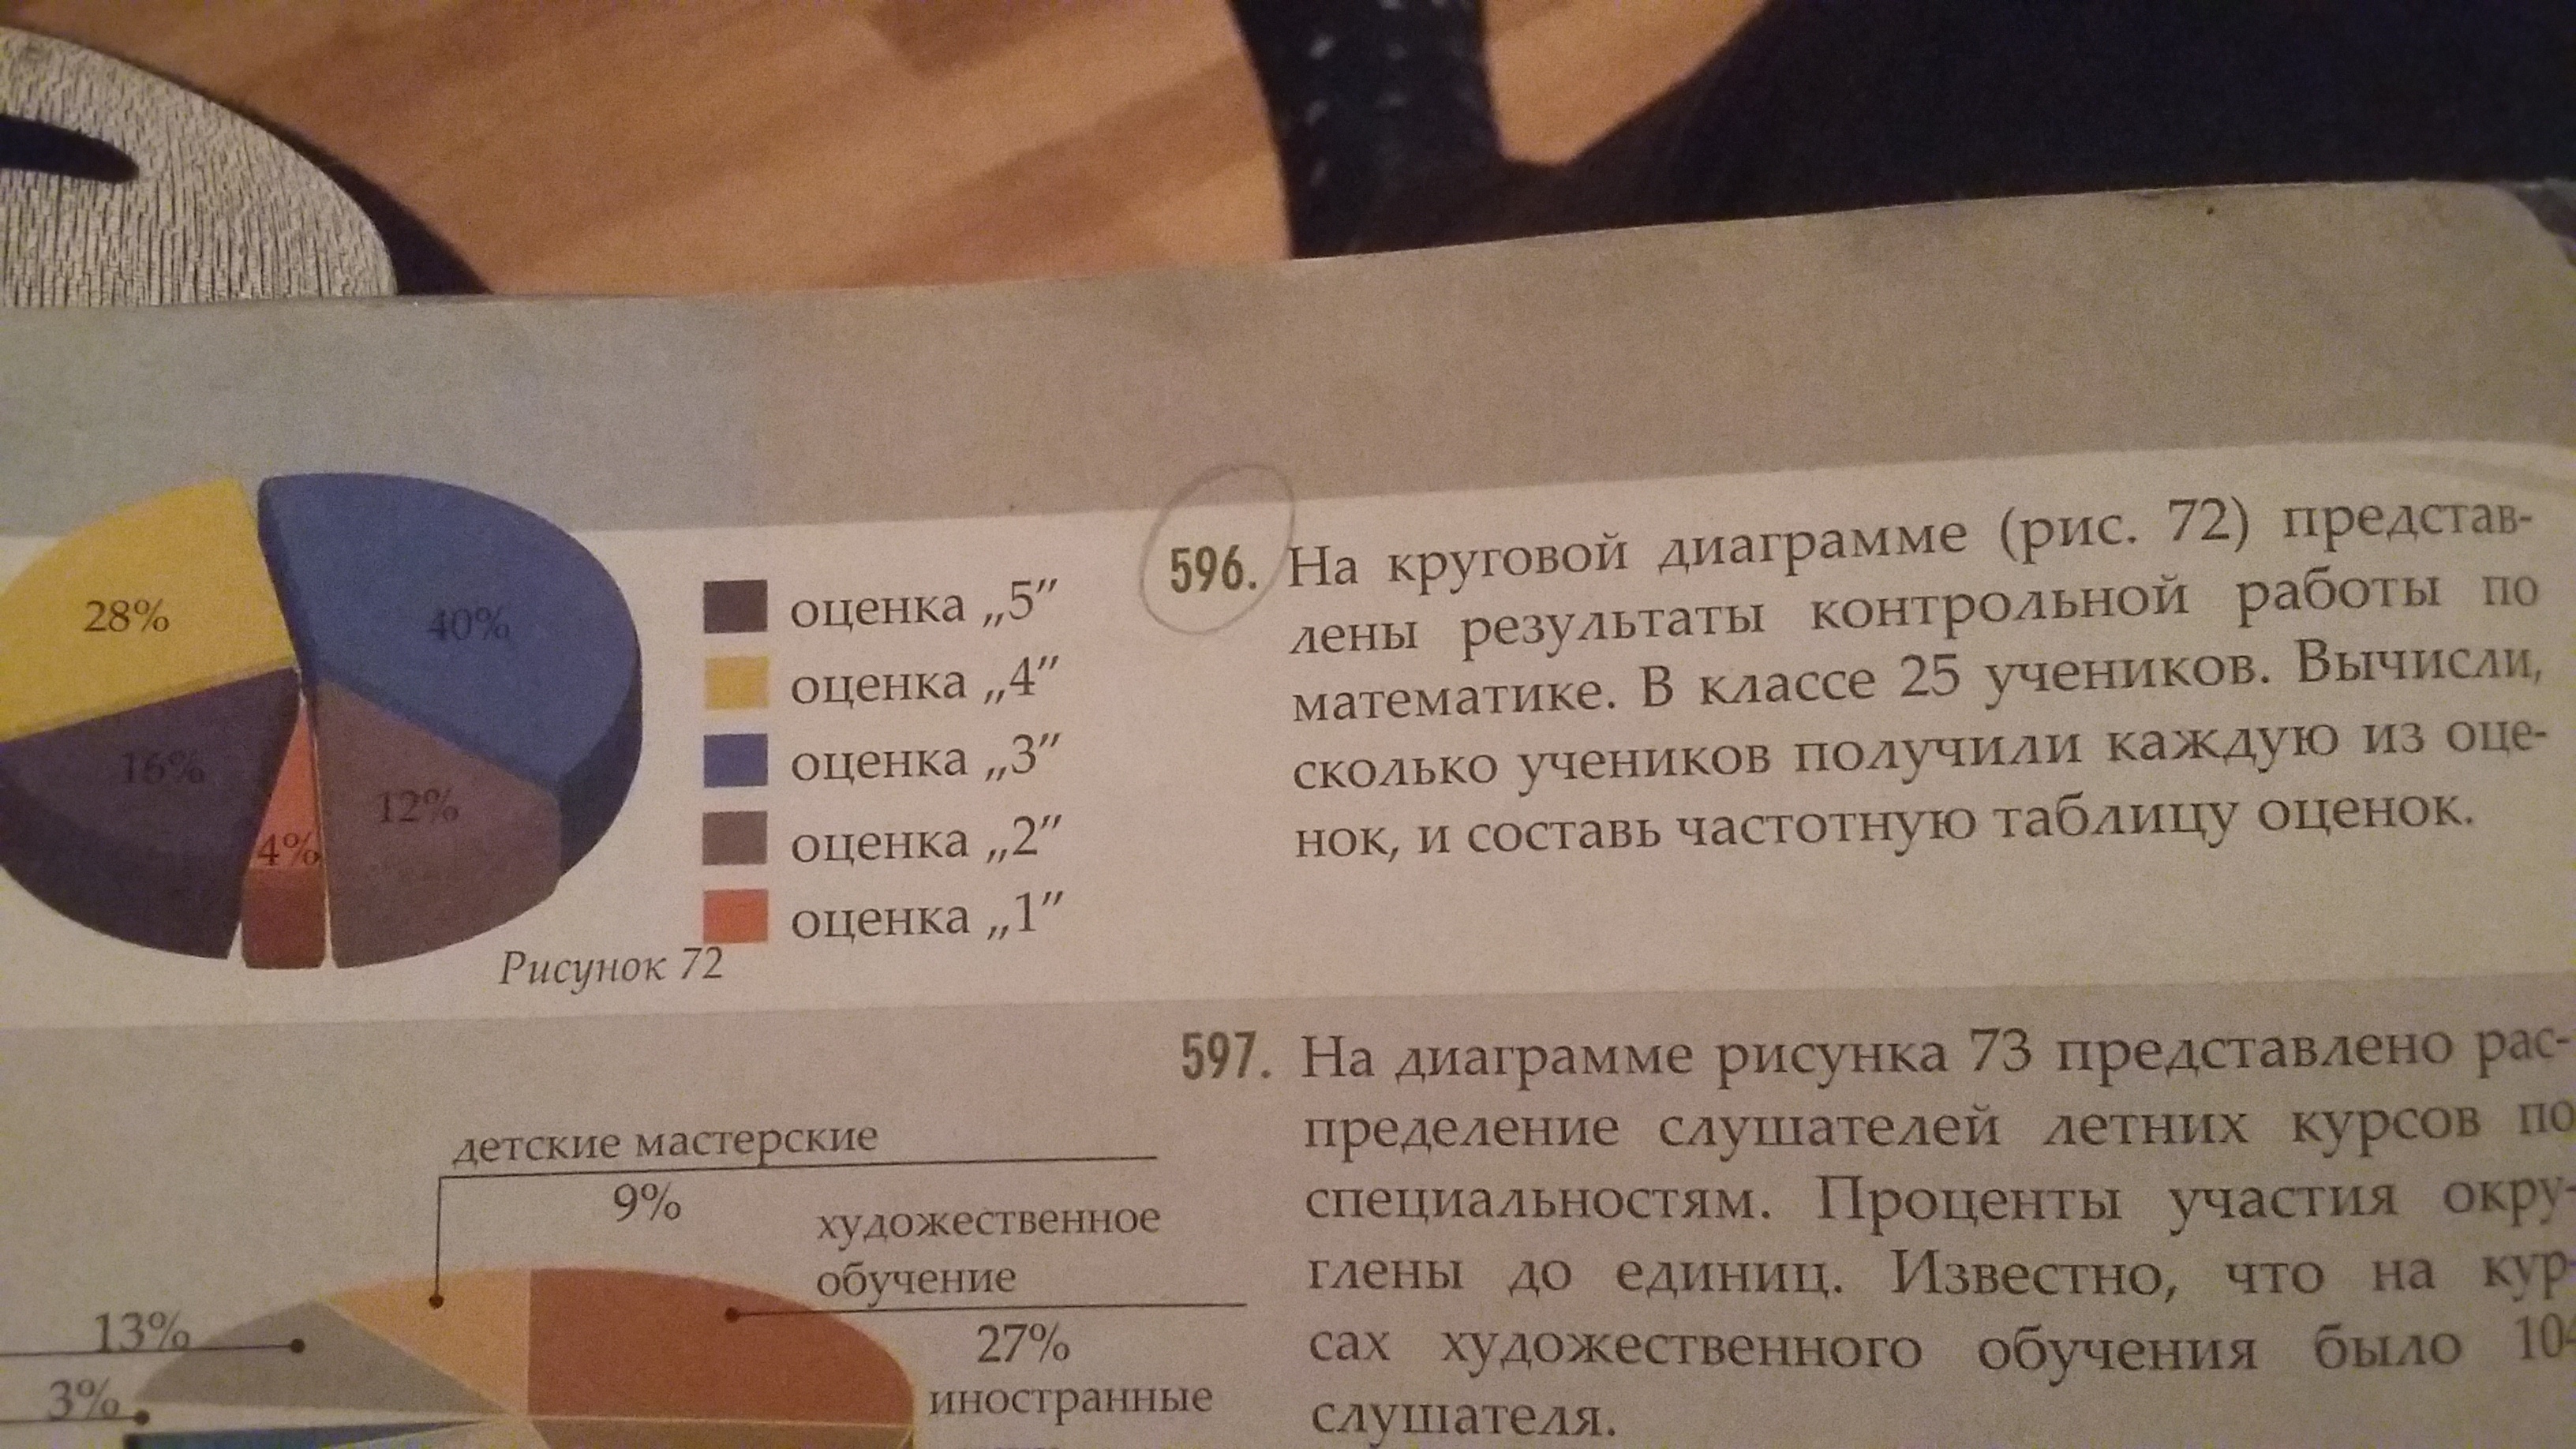 28%
40%
16%
12%
4%
оценка „5”
оценка „4”
оценка „3”
оценка „2”
оценка „1”
Рисунок 72
596. На круговой диаграмме (рис. 72) представ-
лены результаты контрольной работы по
математике. В классе 25 учеников. Вычисли,
сколько учеников получили каждую из оце-
нок, и составь частотную таблицу оценок.
597. На диаграмме рисунка 73 представлено рас-
пределение слушателей летних курсов по
специальностям. Проценты участия окру-
глены до единиц. Известно, что на кур-
сах художественного обучения было 104
слушателя.
детские мастерские
9%
художественное
обучение
27%
13%
3%
иностранные